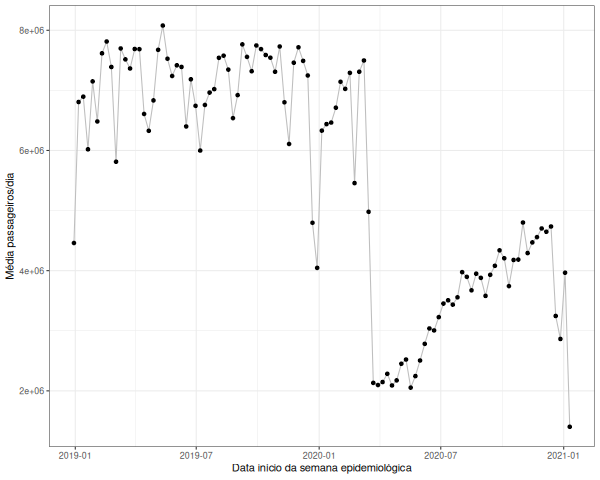 8e+06
6e+06
4e+06
2e+06
Média passageiros/dia
2019-01
2019-07
2020-01
2020-07
2021-01
Data início da semana epidemiológica